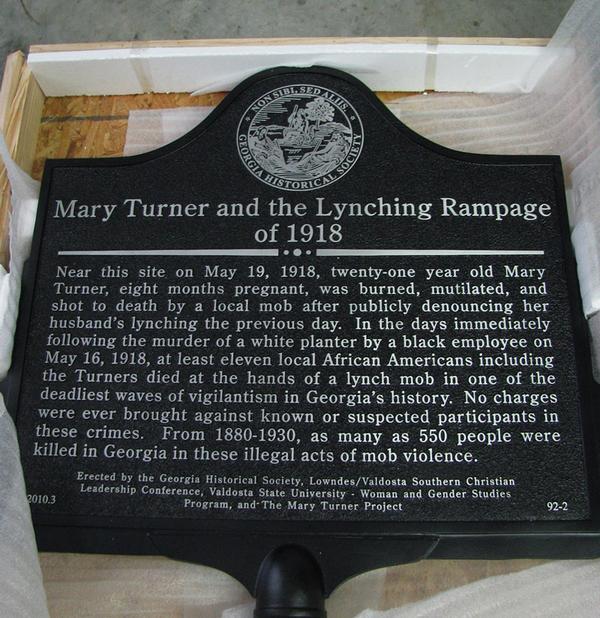 NON SIBI, SED ALIIS.
GEORGIA HISTORICAL SOCIETY
Mary Turner and the Lynching Rampage
of 1918
Near this site on May 19, 1918, twenty-one year old Mary
Turner, eight months pregnant, was burned, mutilated, and
shot to death by a local mob after publicly denouncing her
husband's lynching the previous day. In the days immediately
following the murder of a white planter by a black employee on
May 16, 1918, at least eleven local African Americans including
the Turners died at the hands of a lynch mob in one of the
deadliest waves of vigilantism in Georgia's history. No charges
were ever brought against known or suspected participants in
these crimes. From 1880-1930, as many as 550 people were
killed in Georgia in these illegal acts of mob violence.
Erected by the Georgia Historical Society, Lowndes/Valdosta Southern Christian
Leadership Conference, Valdosta State University - Woman and Gender Studies
Program, and The Mary Turner Project
2010.3
92-2